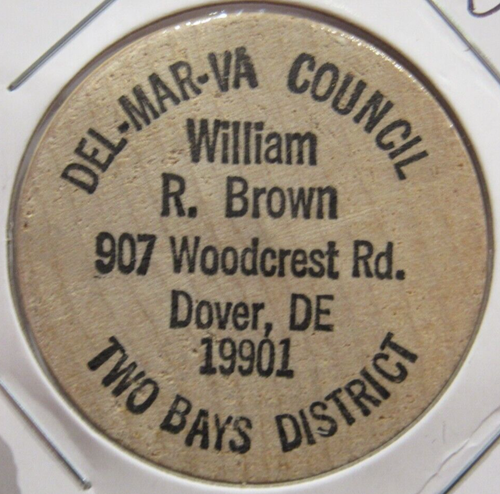 DEL-MAR-VA COUNCIL
William
R. Brown
907 Woodcrest Rd.
Dover, DE
19901
TWO BAYS DISTRICT